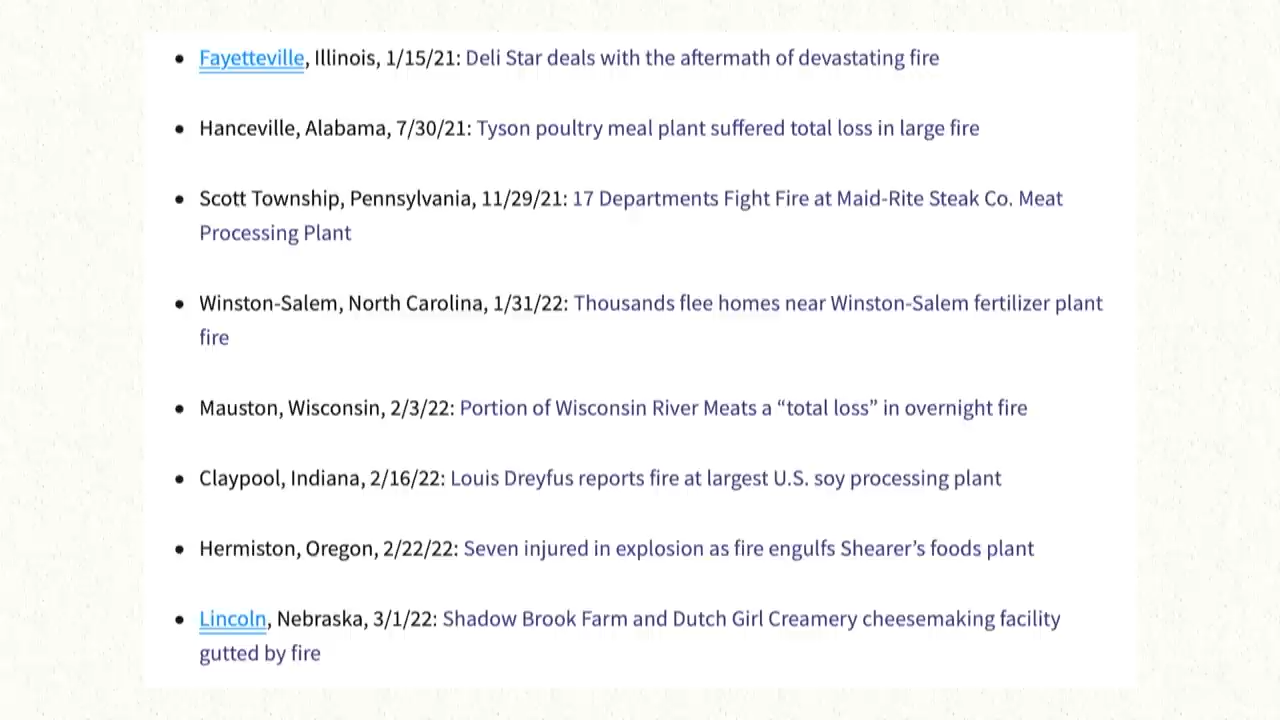 • Fayetteville, Illinois, 1/15/21: Deli Star deals with the aftermath of devastating fire
• Hanceville, Alabama, 7/30/21: Tyson poultry meal plant suffered total loss in large fire
• Scott Township, Pennsylvania, 11/29/21: 17 Departments Fight Fire at Maid-Rite Steak Co. Meat
Processing Plant
• Winston-Salem, North Carolina, 1/31/22: Thousands flee homes near Winston-Salem fertilizer plant
fire
• Mauston, Wisconsin, 2/3/22: Portion of Wisconsin River Meats a “total loss” in overnight fire
• Claypool, Indiana, 2/16/22: Louis Dreyfus reports fire at largest U.S. soy processing plant
• Hermiston, Oregon, 2/22/22: Seven injured in explosion as fire engulfs Shearer’s foods plant
• Lincoln, Nebraska, 3/1/22: Shadow Brook Farm and Dutch Girl Creamery cheesemaking facility
gutted by fire